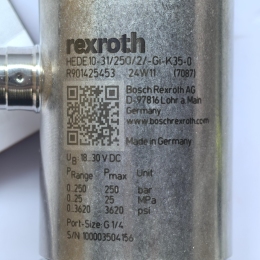 rexroth
HEDE10-31/250/2/-G1-K35-0
R901425453 24W11 (7087)
Bosch Rexroth AG
D-97816 Lohr a.Main
Germany
www.boschrexroth.com
Made in Germany
UB 18...30 V DC
PRange Pmax Unit
0.250 250 bar
0.25 25 MPa
0.3620 3620 psi
Port-Size G 1/4
S/N: 100003504156